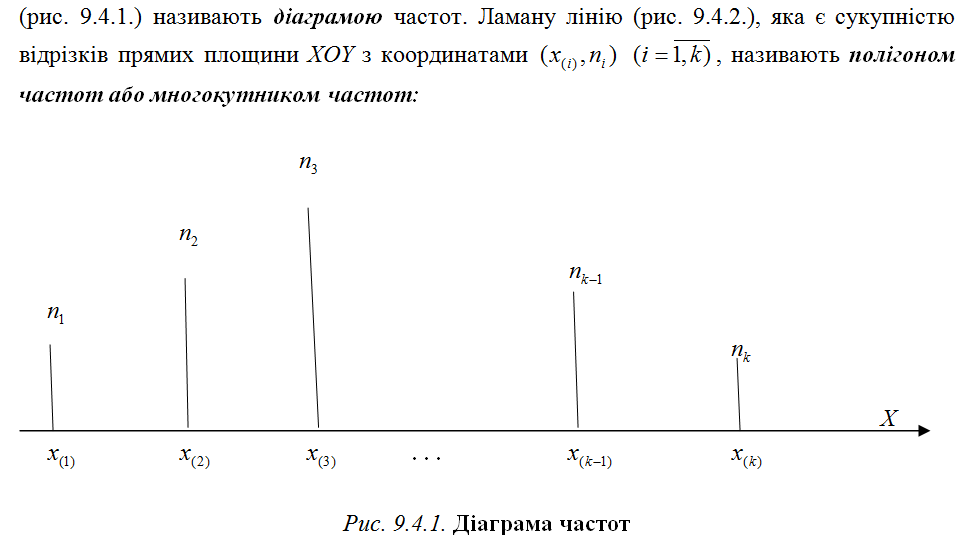 (рис. 9.4.1.) називають діаграмою частот. Ламану лінію (рис. 9.4.2.), яка є сукупністю
відрізків прямих площини XOY з координатами (x₍ᵢ₎, nᵢ) (i = 1,k̅), називають полігоном
частот або многокутником частот:
n₃
n₂
nₖ₋₁
n₁
nₖ
X
x₍₁₎ x₍₂₎ x₍₃₎ . . . x₍ₖ₋₁₎ x₍ₖ₎
Рис. 9.4.1. Діаграма частот